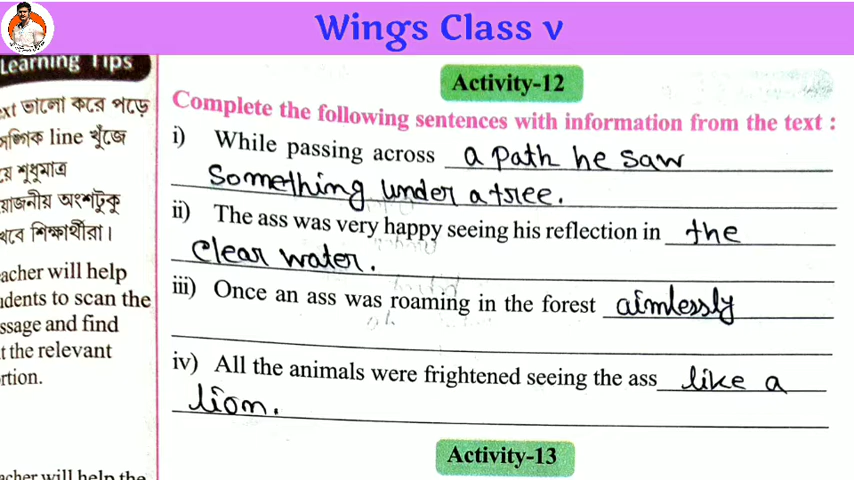 Wings Class v
Learning Tips
ext ভালো করে পড়ে
line খুঁজে
শুধুমাত্র
অংশটুকু
শিক্ষার্থীরা।
acher will help
udents to scan the
ssage and find
t the relevant
rtion.
acher will help the
Activity-12
Complete the following sentences with information from the text :
i) While passing across a path he saw
something under a tree.
ii) The ass was very happy seeing his reflection in the
clear water.
iii) Once an ass was roaming in the forest aimlessly
iv) All the animals were frightened seeing the ass like a
lion.
Activity-13